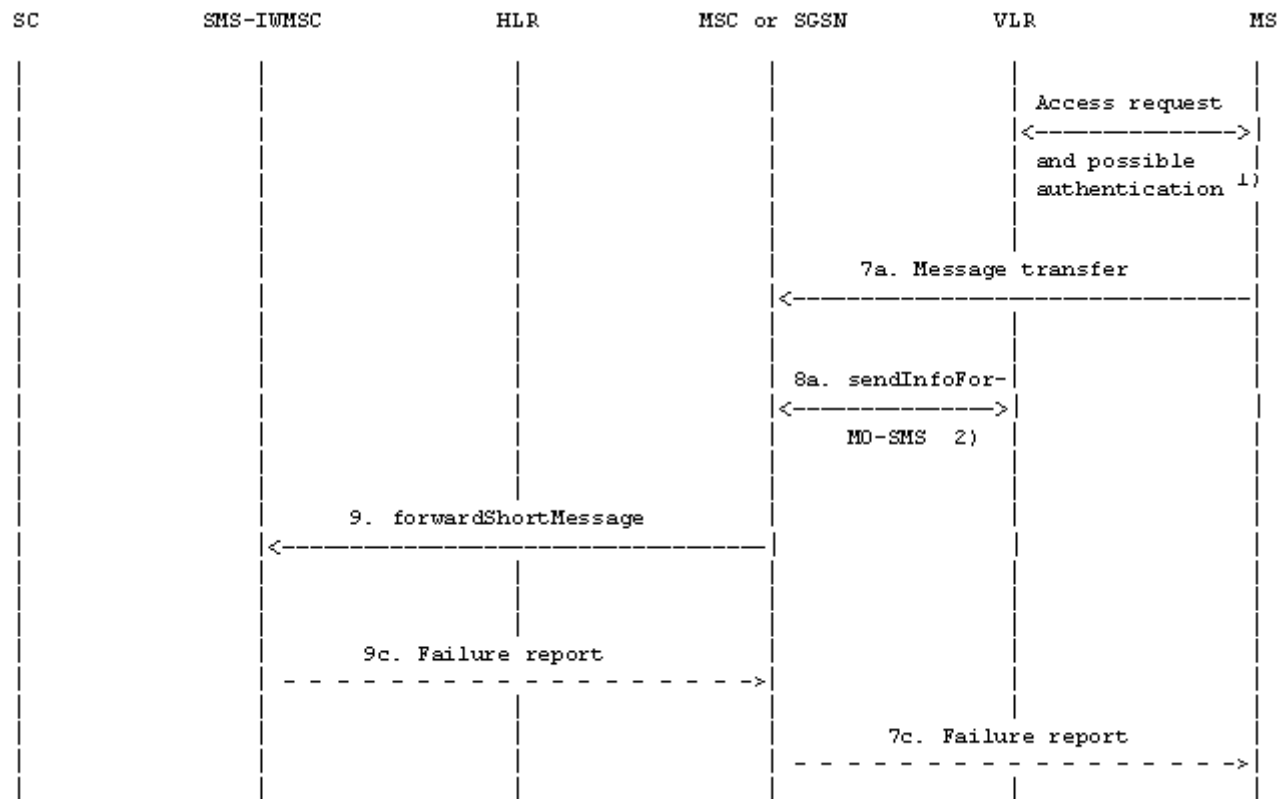 SC SMS-IWMSC HLR MSC or SGSN VLR MS
Access request
and possible
authentication 1)
7a. Message transfer
8a. sendInfoFor-
MO-SMS 2)
9. forwardShortMessage
9c. Failure report
7c. Failure report